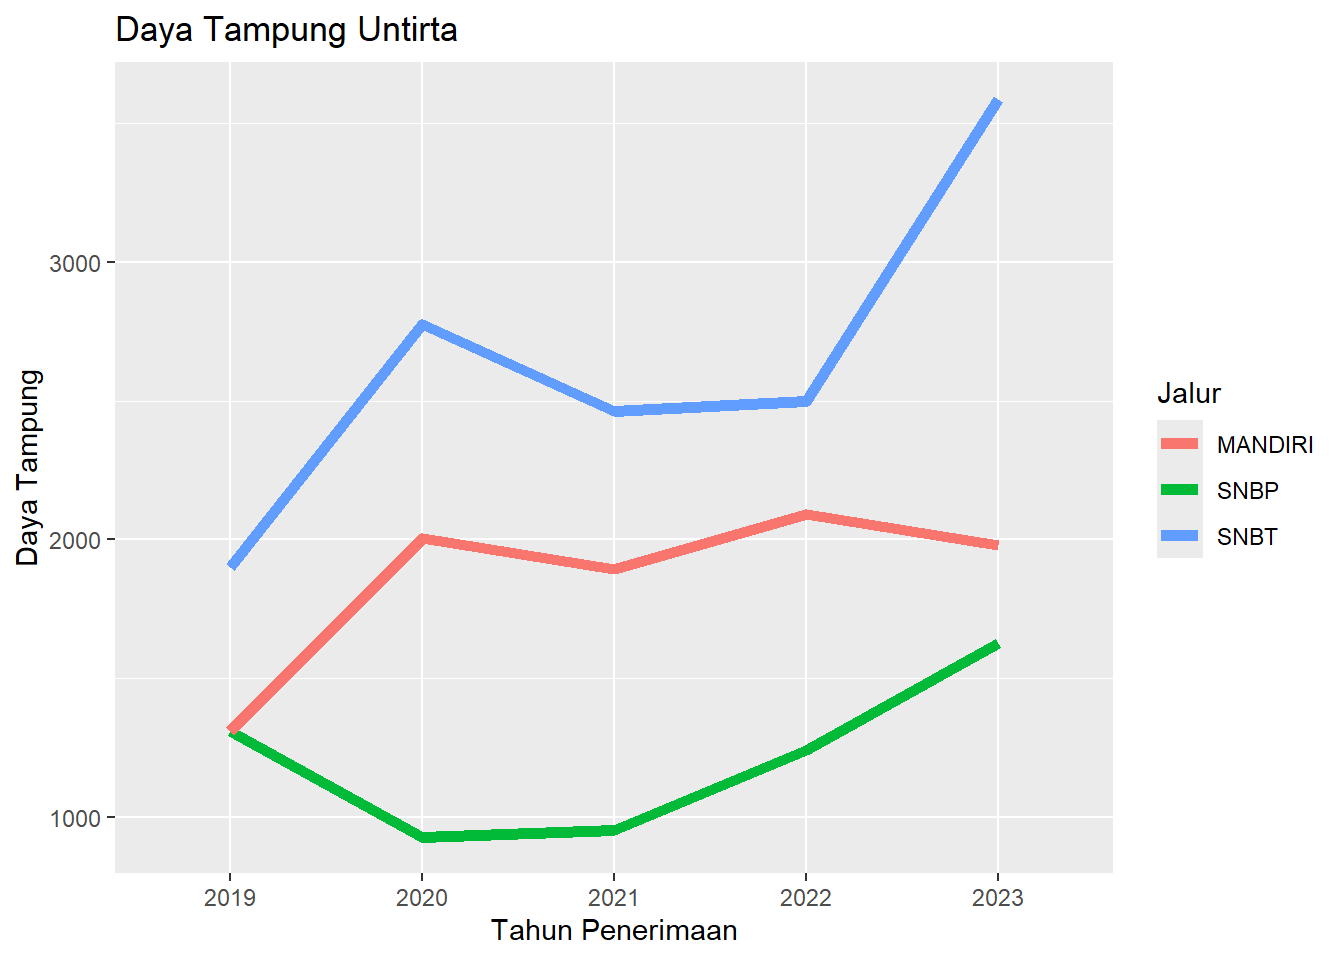 Daya Tampung Untirta
Daya Tampung
3000
2000
1000
2019 2020 2021 2022 2023
Tahun Penerimaan
Jalur
MANDIRI
SNBP
SNBT